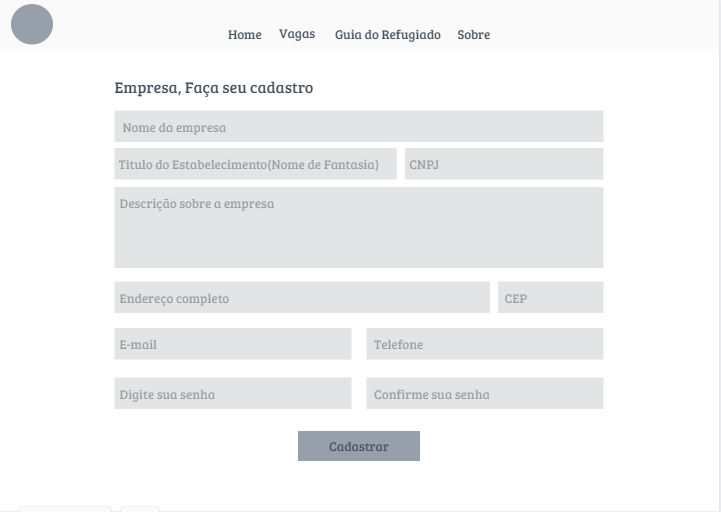 Home Vagas Guia do Refugiado Sobre
Empresa, Faça seu cadastro
Nome da empresa
Titulo do Estabelecimento(Nome de Fantasia) CNPJ
Descrição sobre a empresa
Endereço completo CEP
E-mail Telefone
Digite sua senha Confirme sua senha
Cadastrar